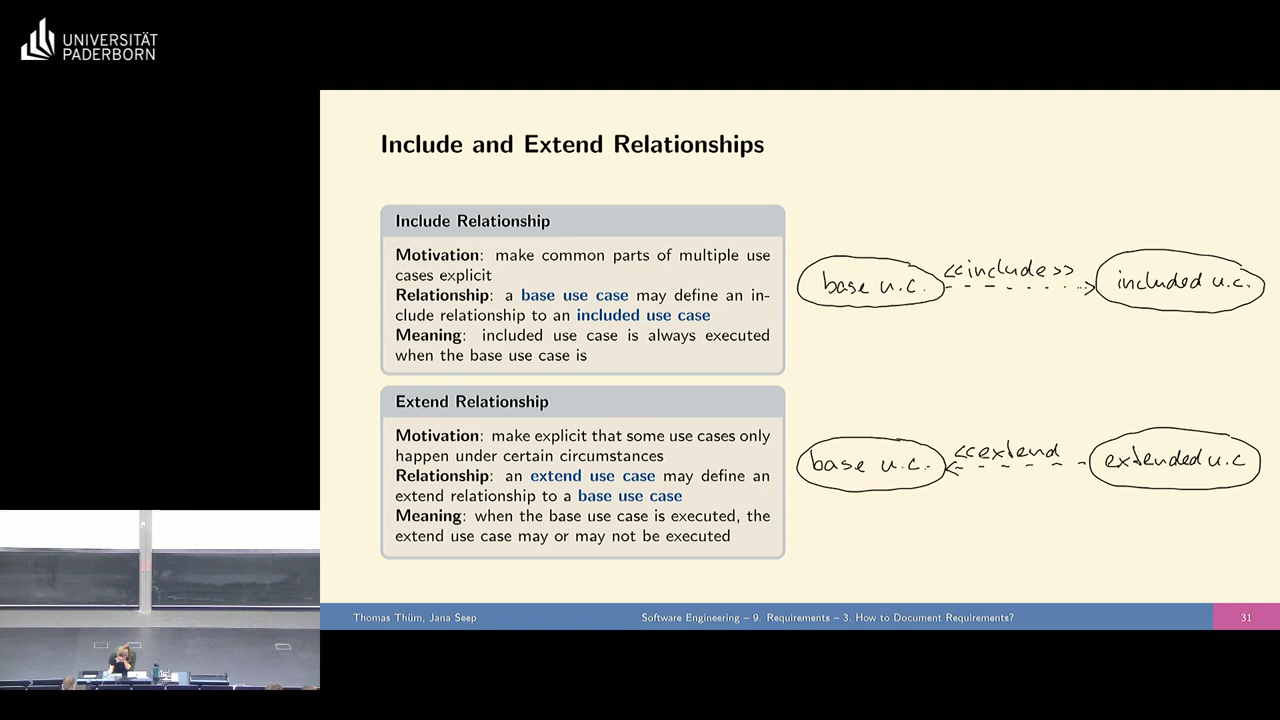 UNIVERSITÄT
PADERBORN
Include and Extend Relationships
Include Relationship
Motivation: make common parts of multiple use
cases explicit
Relationship: a base use case may define an in-
clude relationship to an included use case
Meaning: included use case is always executed
when the base use case is
base u.c.
<<include>>
included u.c.
Extend Relationship
Motivation: make explicit that some use cases only
happen under certain circumstances
Relationship: an extend use case may define an
extend relationship to a base use case
Meaning: when the base use case is executed, the
extend use case may or may not be executed
base u.c.
<<extend
extended u.c
Thomas Thüm, Jana Seep
Software Engineering – 9. Requirements – 3. How to Document Requirements?
31